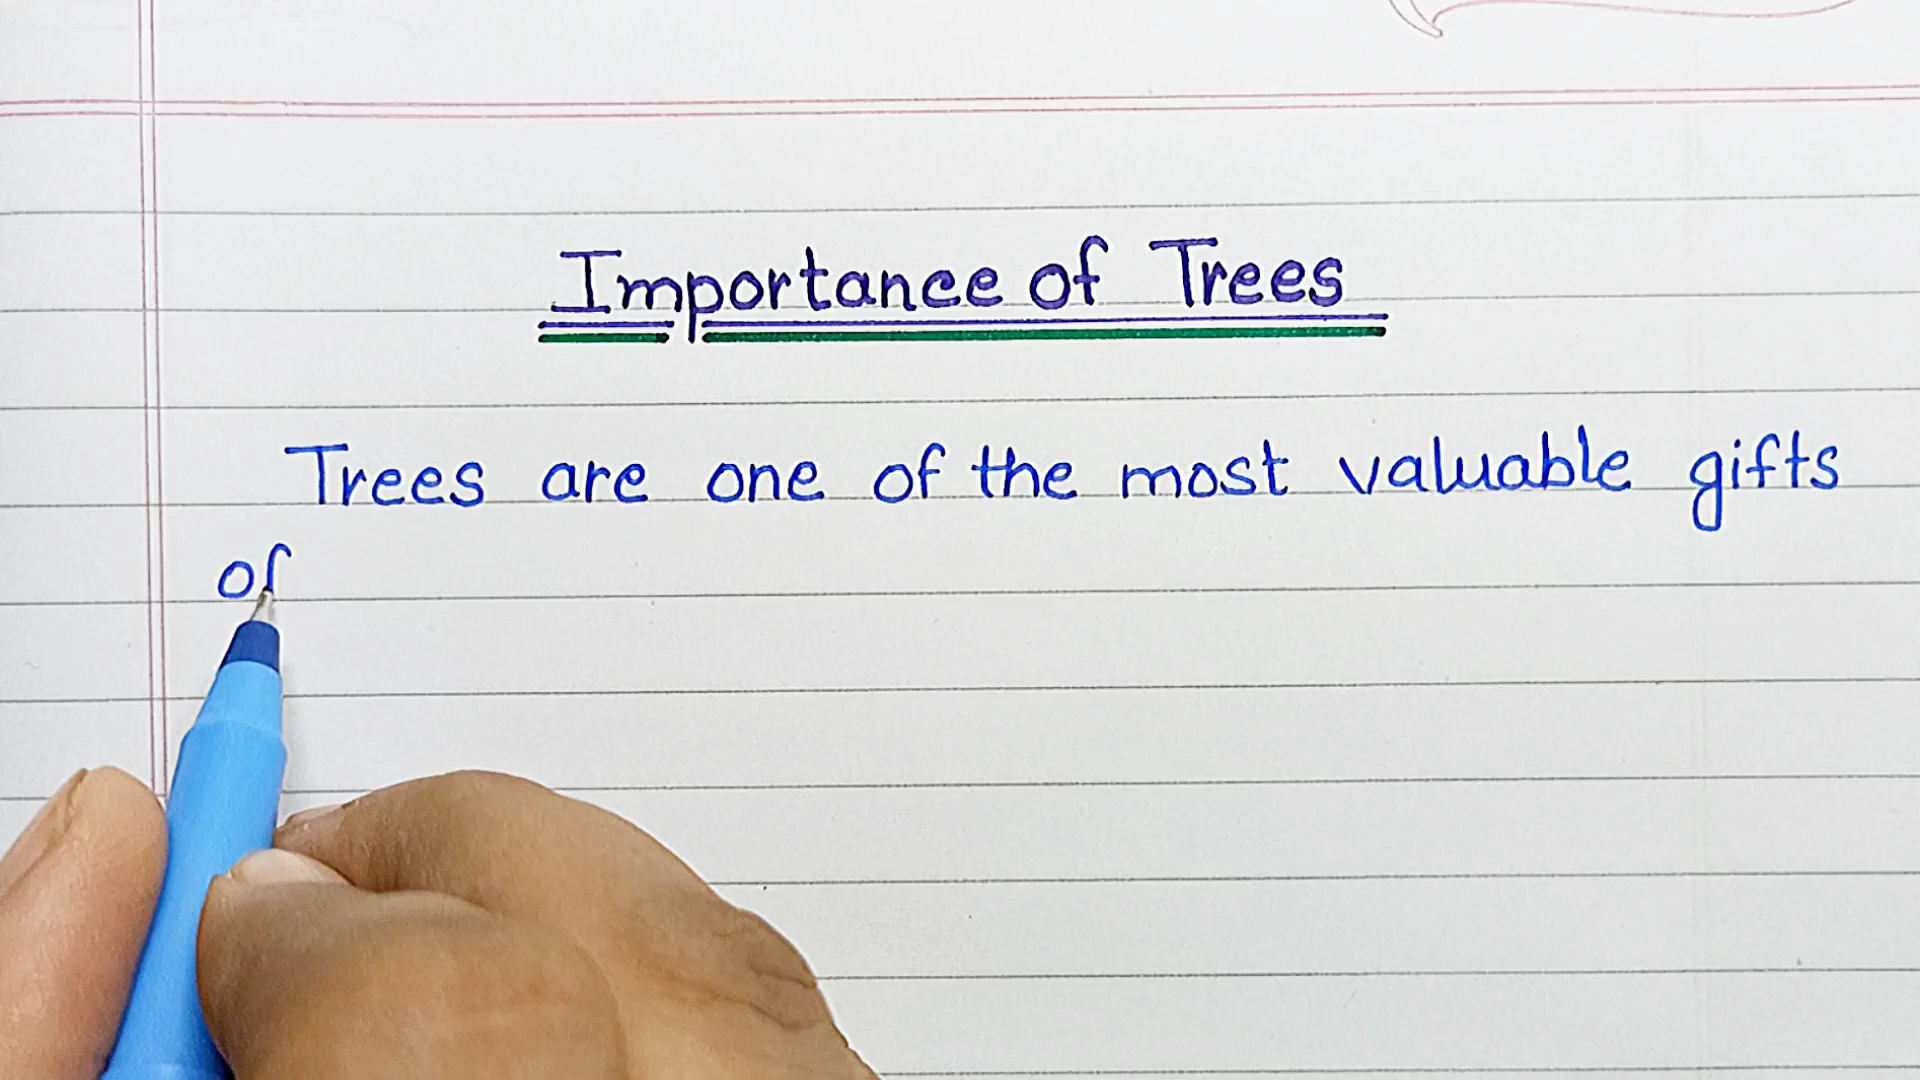 Importance of Trees
Trees are one of the most valuable gifts
of